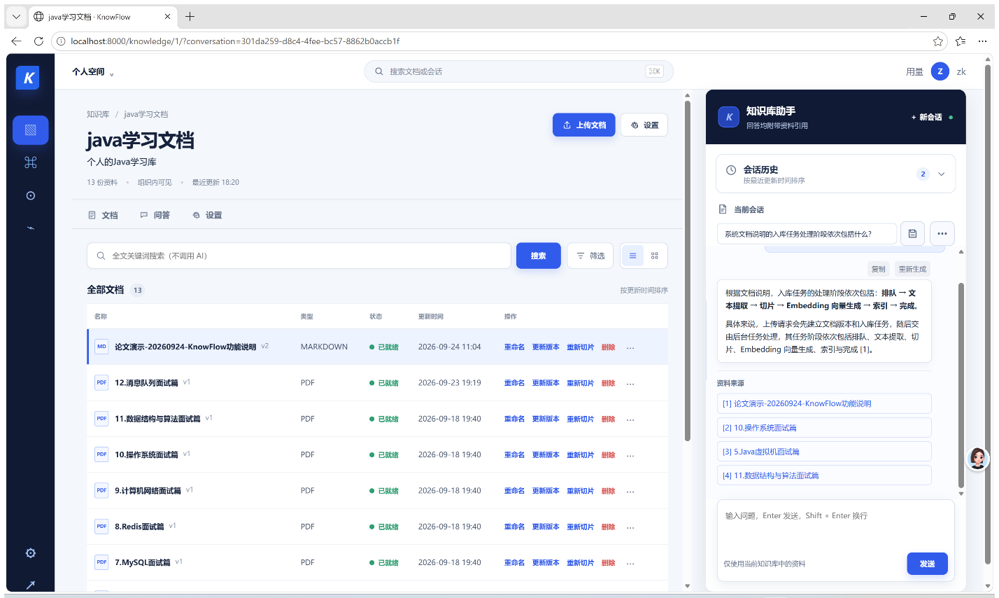 java学习文档 · KnowFlow
localhost:8000/knowledge/1/?conversation=301da259-d8c4-4fee-bc57-8862b0accb1f
K
个人空间
搜索文档或会话
⌘K
用量
Z
zk
知识库 / java学习文档
java学习文档
个人的Java学习库
13 份资料 • 组织内可见 • 最近更新 18:20
上传文档
设置
文档
问答
设置
全文关键词搜索（不调用 AI）
搜索
筛选
全部文档 13
按更新时间排序
名称 类型 状态 更新时间 操作
MD 论文演示-20260924-KnowFlow功能说明 v2 MARKDOWN 已就绪 2026-09-24 11:04 重命名 更新版本 重新切片 删除 ...
PDF 12.消息队列面试篇 v1 PDF 已就绪 2026-09-23 19:19 重命名 更新版本 重新切片 删除 ...
PDF 11.数据结构与算法面试篇 v1 PDF 已就绪 2026-09-18 19:40 重命名 更新版本 重新切片 删除 ...
PDF 10.操作系统面试篇 v1 PDF 已就绪 2026-09-18 19:40 重命名 更新版本 重新切片 删除 ...
PDF 9.计算机网络面试篇 v1 PDF 已就绪 2026-09-18 19:40 重命名 更新版本 重新切片 删除 ...
PDF 8.Redis面试篇 v1 PDF 已就绪 2026-09-18 19:40 重命名 更新版本 重新切片 删除 ...
PDF 7.MySQL面试篇 v1 PDF 已就绪 2026-09-18 19:40 重命名 更新版本 重新切片 删除 ...
K
知识库助手
回答均附带资料引用
+ 新会话
会话历史
按最近更新时间排序
2
当前会话
系统文档说明的入库任务处理阶段依次包括什么?
复制
重新生成
根据文档说明，入库任务的处理阶段依次包括：排队 → 文
本提取 → 切片 → Embedding 向量生成 → 索引 → 完成。
具体来说，上传请求会先建立文档版本和入库任务，随后交
由后台任务处理，其任务阶段依次包括排队、文本提取、切
片、Embedding 向量生成、索引与完成 [1]。
资料来源
[1] 论文演示-20260924-KnowFlow功能说明
[2] 10.操作系统面试篇
[3] 5.Java虚拟机面试篇
[4] 11.数据结构与算法面试篇
输入问题，Enter 发送，Shift + Enter 换行
仅使用当前知识库中的资料
发送